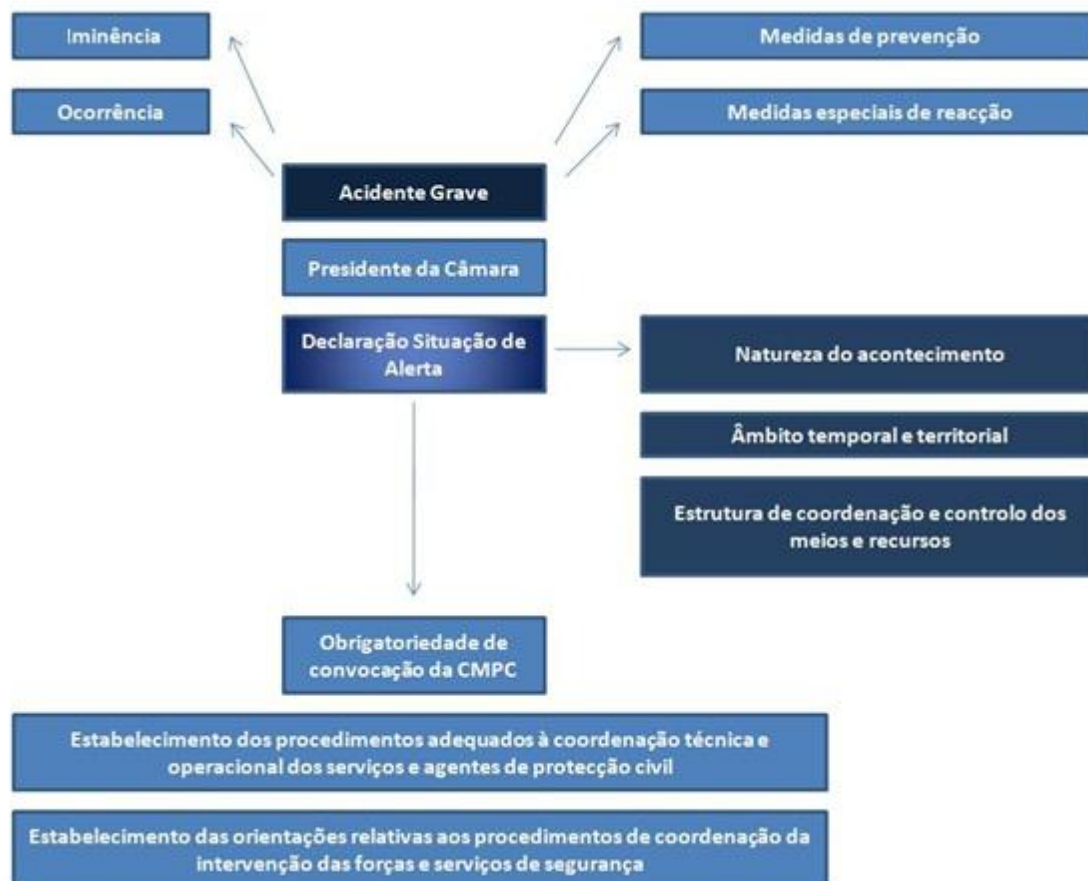 Iminência
Medidas de prevenção
Ocorrência
Medidas especiais de reacção
Acidente Grave
Presidente da Câmara
Declaração Situação de
Alerta
Natureza do acontecimento
Âmbito temporal e territorial
Estrutura de coordenação e controlo dos
meios e recursos
Obrigatoriedade de
convocação da CMPC
Estabelecimento dos procedimentos adequados à coordenação técnica e
operacional dos serviços e agentes de protecção civil
Estabelecimento das orientações relativas aos procedimentos de coordenação da
intervenção das forças e serviços de segurança